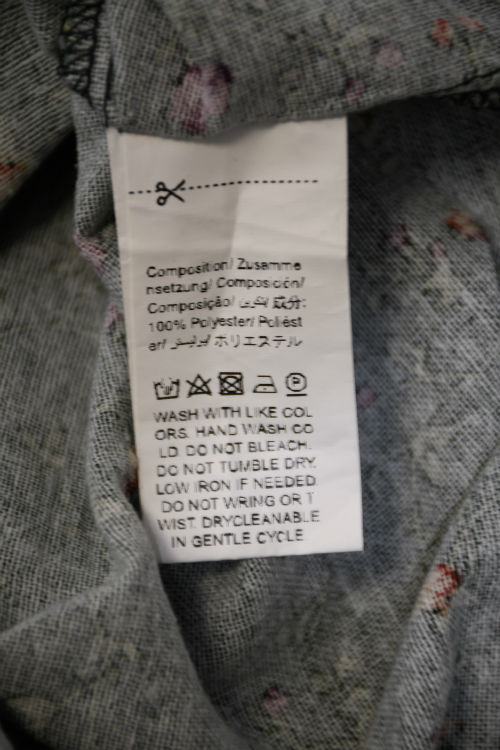 Composition/ Zusamme
nsetzung/ Composición/
Composição/ 成分:
100% Polyester/ Poliést
er/ بوليستر/ ポリエステル
WASH WITH LIKE COL
ORS. HAND WASH CO
LD. DO NOT BLEACH.
DO NOT TUMBLE DRY.
LOW IRON IF NEEDED.
DO NOT WRING OR T
WIST. DRYCLEANABLE
IN GENTLE CYCLE